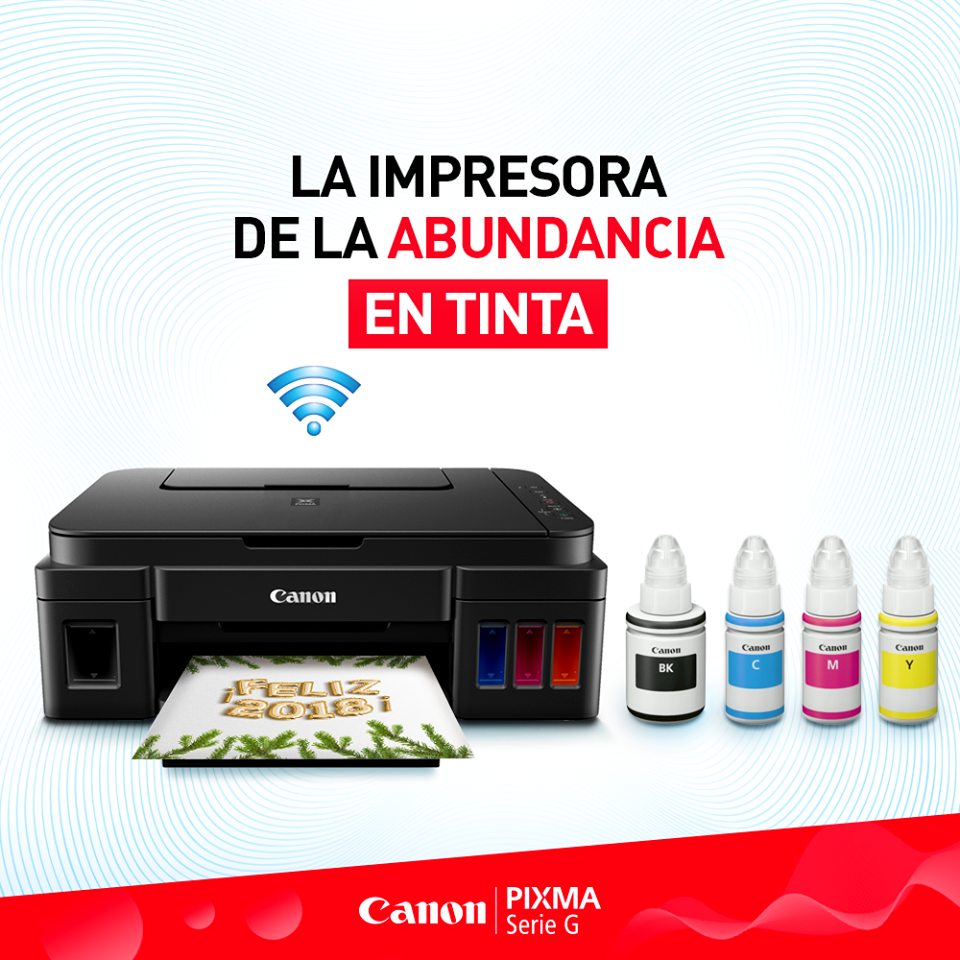 LA IMPRESORA
DE LA ABUNDANCIA
EN TINTA
Canon
¡FELIZ
2018¡
Canon
BK
Canon
C
Canon
M
Canon
Y
Canon
PIXMA
Serie G